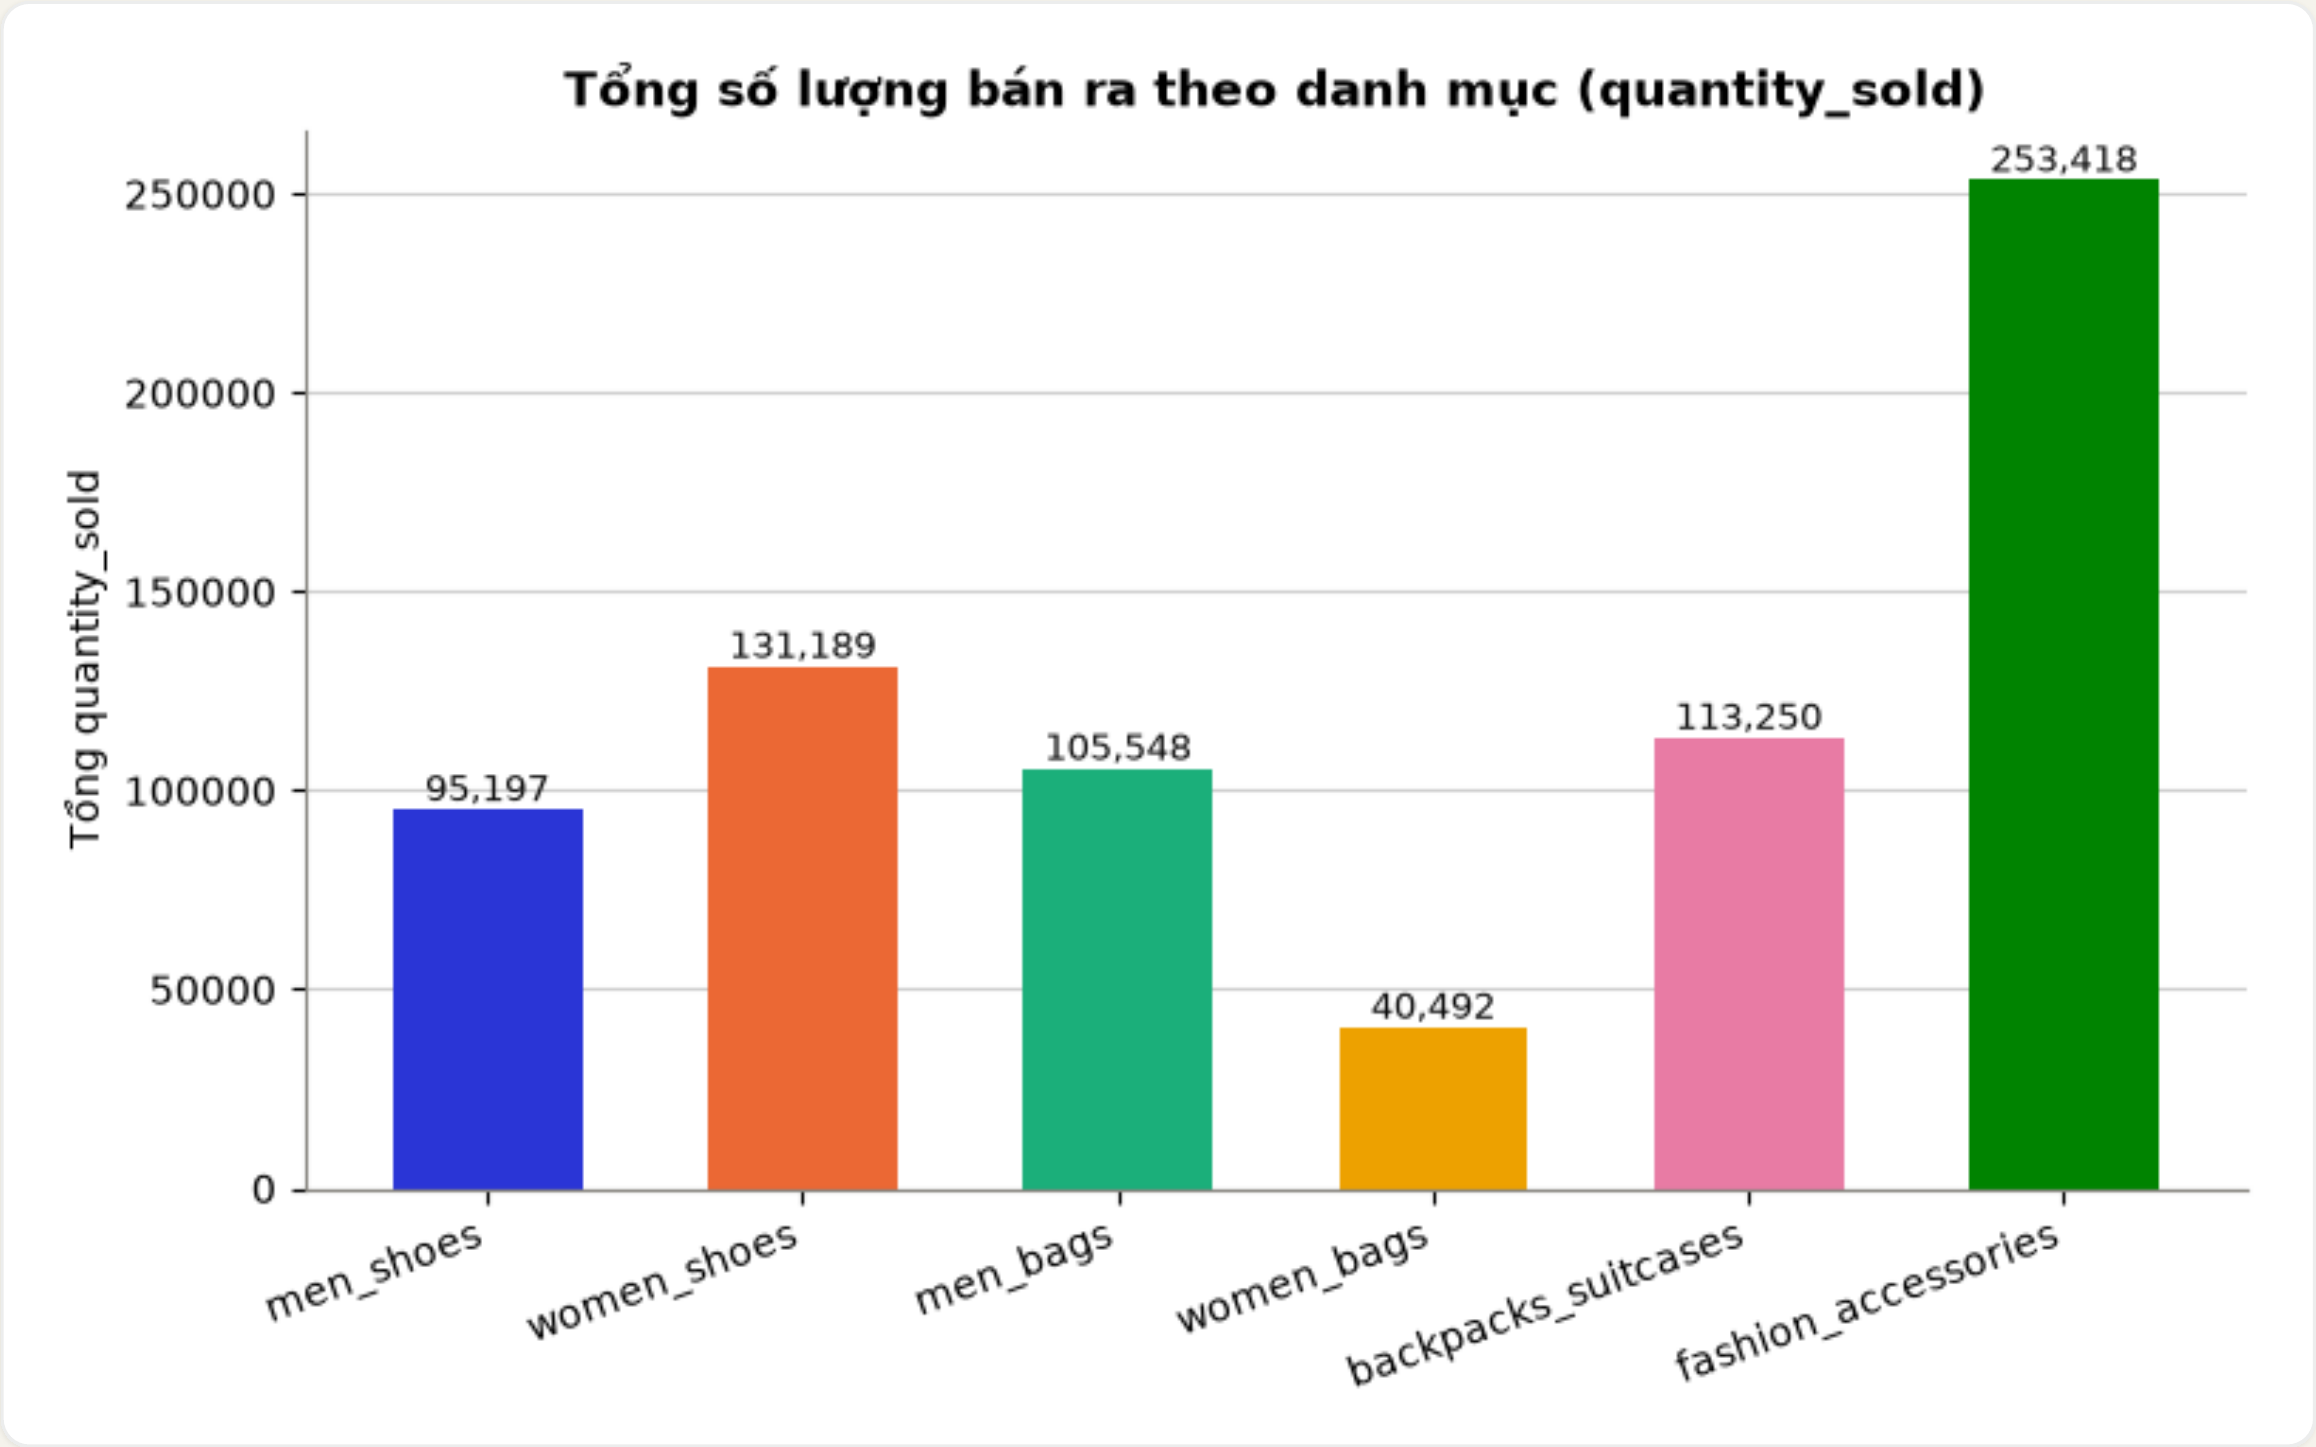 Tổng số lượng bán ra theo danh mục (quantity_sold)
Tổng quantity_sold
250000
200000
150000
100000
50000
0
95,197
131,189
105,548
40,492
113,250
253,418
men_shoes
women_shoes
men_bags
women_bags
backpacks_suitcases
fashion_accessories